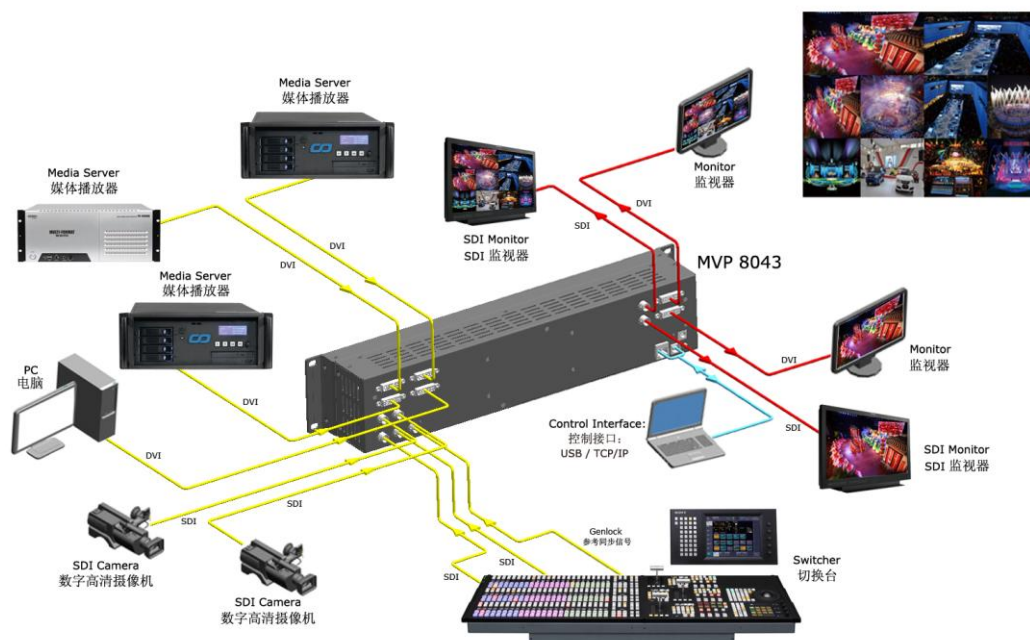 Media Server
媒体播放器
Media Server
媒体播放器
Monitor
监视器
DVI
SDI
DVI
DVI
SDI Monitor
SDI 监视器
MVP 8043
Media Server
媒体播放器
PC
电脑
DVI
DVI
Monitor
监视器
Control Interface:
控制接口:
USB / TCP/IP
SDI
SDI Monitor
SDI 监视器
DVI
SDI
SDI
SDI Camera
数字高清摄像机
SDI Camera
数字高清摄像机
Genlock
参考同步信号
SDI
SDI
Switcher
切换台